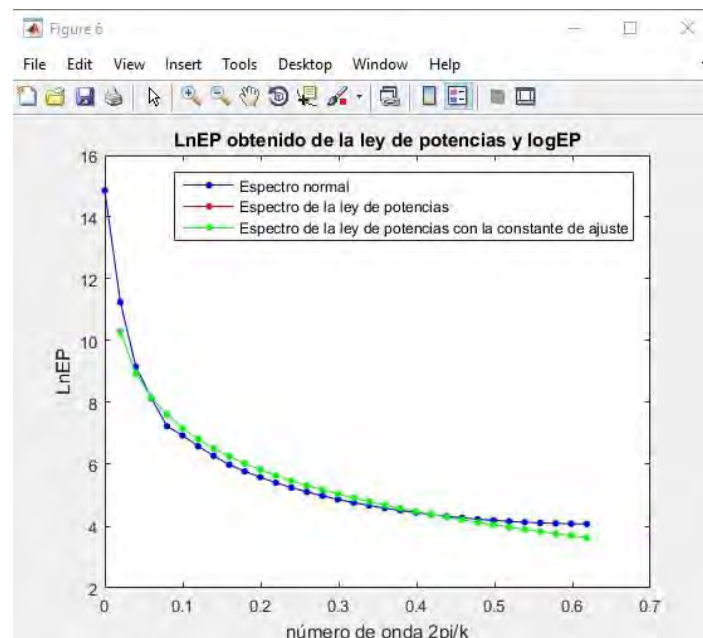 Figure 6
File Edit View Insert Tools Desktop Window Help
LnEP obtenido de la ley de potencias y logEP
Espectro normal
Espectro de la ley de potencias
Espectro de la ley de potencias con la constante de ajuste
LnEP
16
14
12
10
8
6
4
2
0 0.1 0.2 0.3 0.4 0.5 0.6 0.7
número de onda 2pi/k